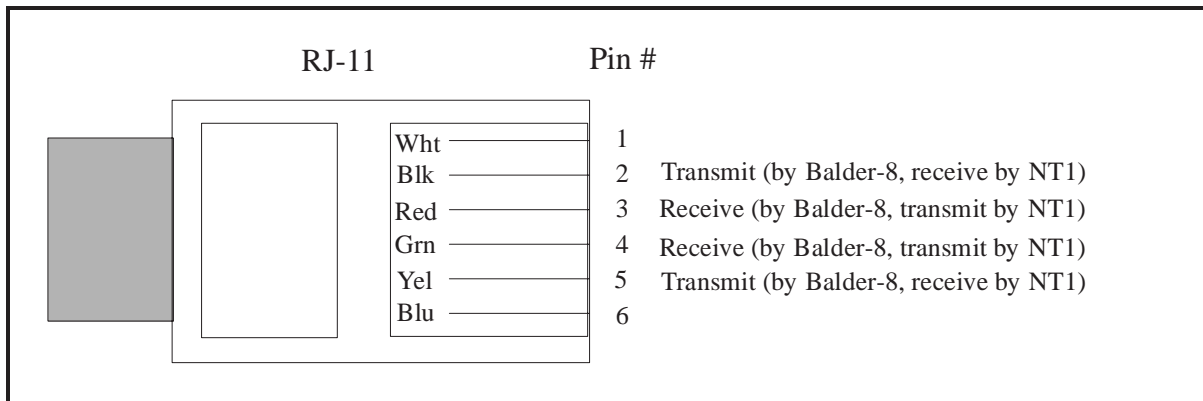 RJ-11 Pin #
Wht 1
Blk 2 Transmit (by Balder-8, receive by NT1)
Red 3 Receive (by Balder-8, transmit by NT1)
Grn 4 Receive (by Balder-8, transmit by NT1)
Yel 5 Transmit (by Balder-8, receive by NT1)
Blu 6